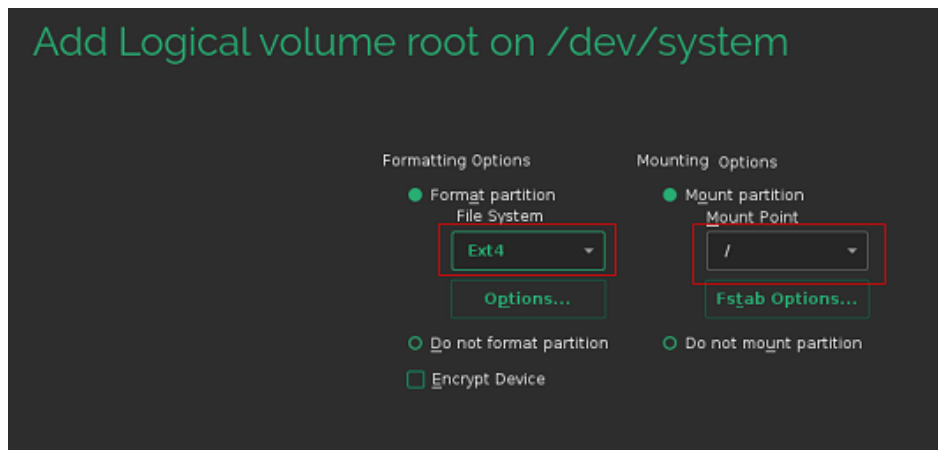 Add Logical volume root on /dev/system
Formatting Options
Format partition
File System
Ext4
Options...
Do not format partition
Encrypt Device
Mounting Options
Mount partition
Mount Point
/
Fstab Options...
Do not mount partition